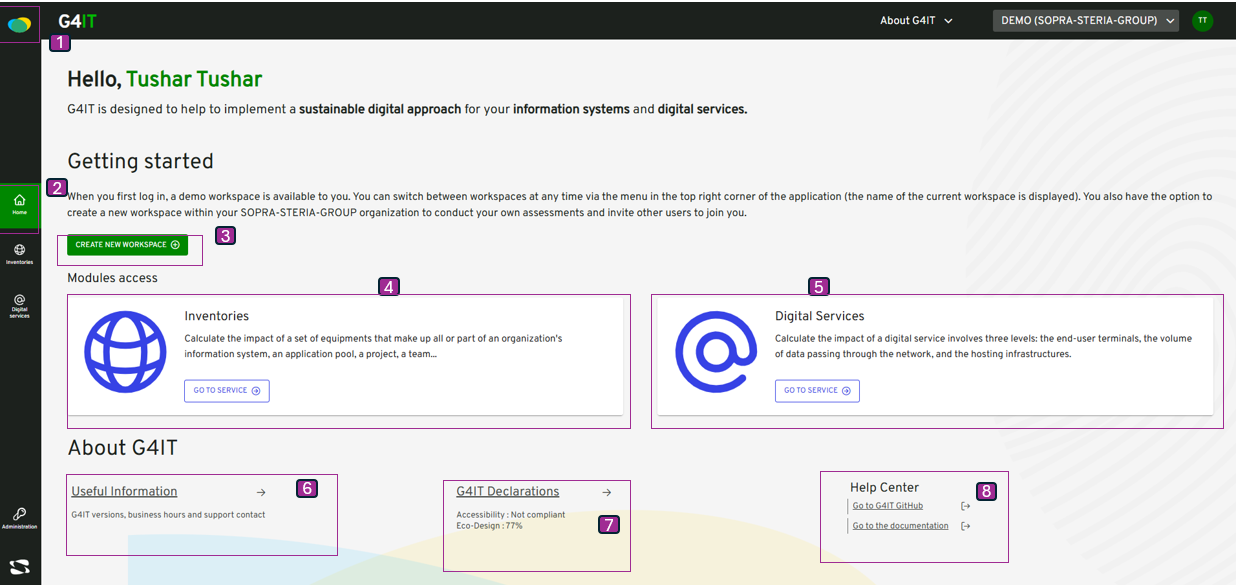 G4IT
About G4IT
DEMO (SOPRA-STERIA-GROUP)
TT
1
Hello, Tushar Tushar
G4IT is designed to help to implement a sustainable digital approach for your information systems and digital services.
Getting started
2
Home
When you first log in, a demo workspace is available to you. You can switch between workspaces at any time via the menu in the top right corner of the application (the name of the current workspace is displayed). You also have the option to
create a new workspace within your SOPRA-STERIA-GROUP organization to conduct your own assessments and invite other users to join you.
3
CREATE NEW WORKSPACE
Inventories
Modules access
4
5
Digital
services
Inventories
Calculate the impact of a set of equipments that make up all or part of an organization's
information system, an application pool, a project, a team...
GO TO SERVICE
Digital Services
Calculate the impact of a digital service involves three levels: the end-user terminals, the volume
of data passing through the network, and the hosting infrastructures.
GO TO SERVICE
About G4IT
Useful Information
6
G4IT versions, business hours and support contact
G4IT Declarations
Accessibility : Not compliant
Eco-Design : 77%
7
Help Center
8
Go to G4IT GitHub
Go to the documentation
Administration